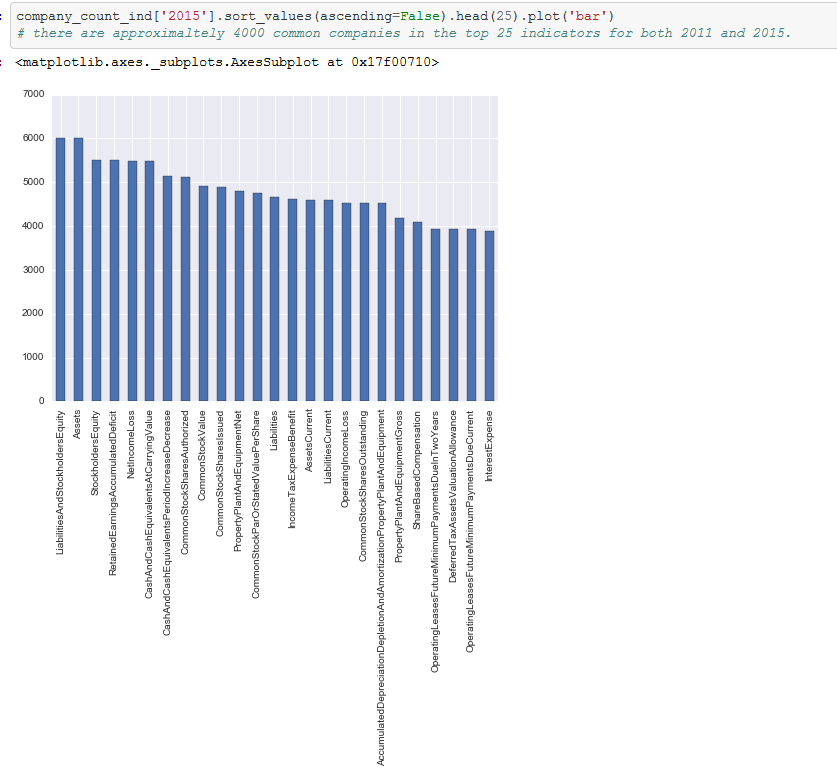 company_count_ind['2015'].sort_values(ascending=False).head(25).plot('bar')
# there are approximaltely 4000 common companies in the top 25 indicators for both 2011 and 2015.
<matplotlib.axes._subplots.AxesSubplot at 0x17f00710>
7000
6000
5000
4000
3000
2000
1000
0
LiabilitiesAndStockholdersEquity
Assets
StockholdersEquity
RetainedEarningsAccumulatedDeficit
NetIncomeLoss
CashAndCashEquivalentsAtCarryingValue
CashAndCashEquivalentsPeriodIncreaseDecrease
CommonStockSharesAuthorized
CommonStockValue
CommonStockSharesIssued
PropertyPlantAndEquipmentNet
CommonStockParOrStatedValuePerShare
Liabilities
IncomeTaxExpenseBenefit
AssetsCurrent
LiabilitiesCurrent
OperatingIncomeLoss
CommonStockSharesOutstanding
AccumulatedDepreciationDepletionAndAmortizationPropertyPlantAndEquipment
PropertyPlantAndEquipmentGross
ShareBasedCompensation
OperatingLeasesFutureMinimumPaymentsDueInTwoYears
DeferredTaxAssetsValuationAllowance
OperatingLeasesFutureMinimumPaymentsDueCurrent
InterestExpense